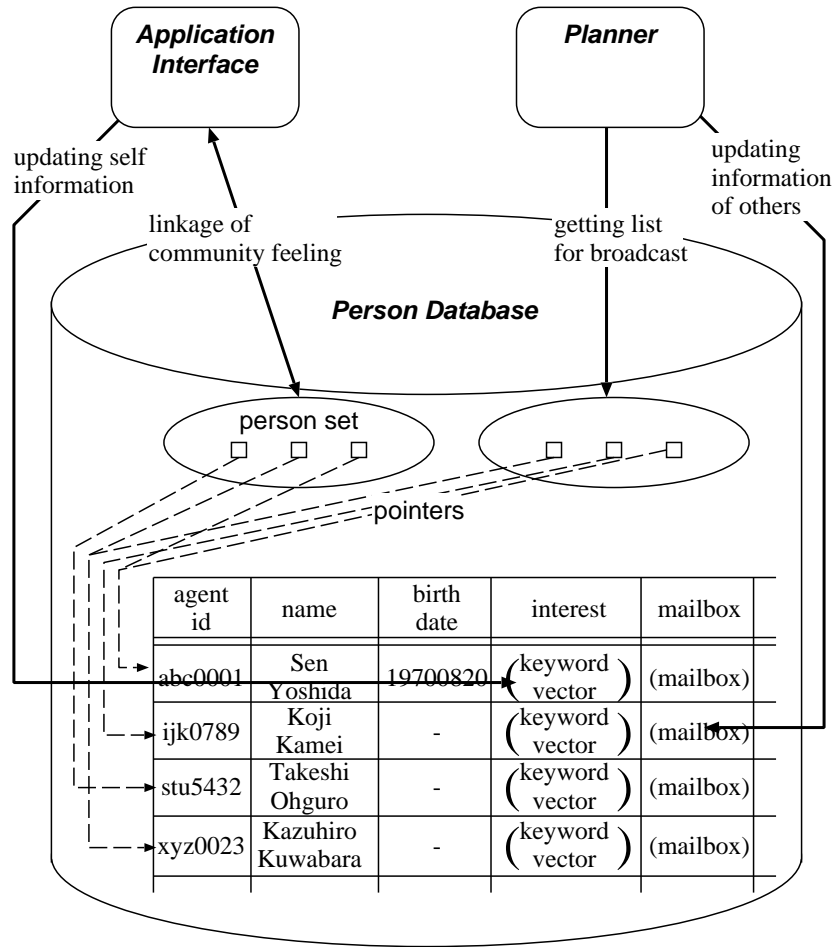 Application
Interface
Planner
updating self
information
updating
information
of others
linkage of
community feeling
getting list
for broadcast
Person Database
person set
pointers
agent
id
name
birth
date
interest
mailbox
abc0001
Sen
Yoshida
19700820
(keyword
vector)
(mailbox)
ijk0789
Koji
Kamei
-
(keyword
vector)
(mailbox)
stu5432
Takeshi
Ohguro
-
(keyword
vector)
(mailbox)
xyz0023
Kazuhiro
Kuwabara
-
(keyword
vector)
(mailbox)